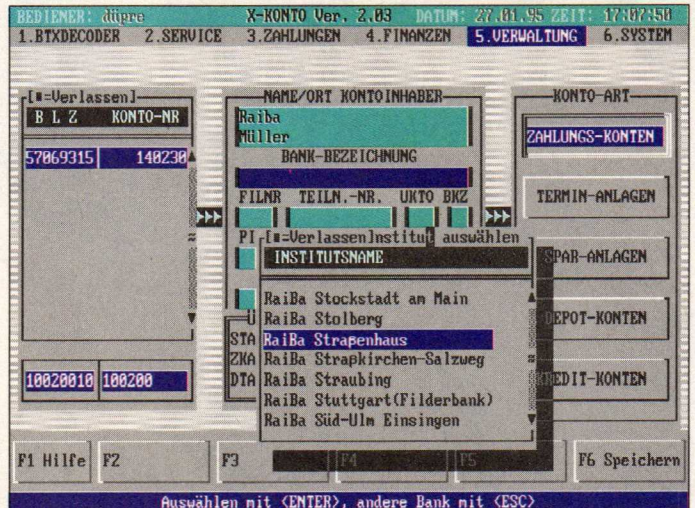 BEDIENER: düpre X-KONTO Ver. 2.03 DATUM: 27.01.95 ZEIT: 17:07:50
1.BTXDECODER 2.SERVICE 3.ZAHLUNGEN 4.FINANZEN 5.VERWALTUNG 6.SYSTEM
[■=Verlassen]
B L Z KONTO-NR
57069315 140230
10020010 100200
NAME/ORT KONTOINHABER
Raiba
Müller
BANK-BEZEICHNUNG
FILNR TEILN.-NR. UKTO BKZ
PI
U
STA
ZKA
DTA
[■=Verlassen]Institut auswählen
INSTITUTSNAME
RaiBa Stockstadt am Main
RaiBa Stolberg
RaiBa Straßenhaus
RaiBa Straßkirchen-Salzweg
RaiBa Straubing
RaiBa Stuttgart(Filderbank)
RaiBa Süd-Ulm Einsingen
KONTO-ART
ZAHLUNGS-KONTEN
TERMIN-ANLAGEN
SPAR-ANLAGEN
DEPOT-KONTEN
KREDIT-KONTEN
F1 Hilfe F2 F3 F4 F5 F6 Speichern
Auswählen mit <ENTER>, andere Bank mit <ESC>